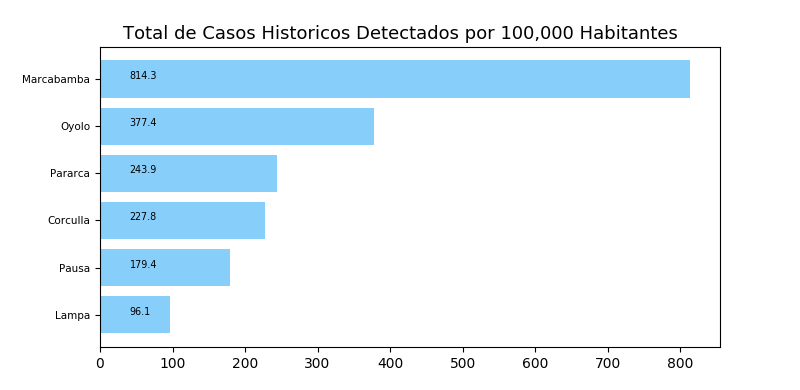 Total de Casos Historicos Detectados por 100,000 Habitantes
Marcabamba 814.3
Oyolo 377.4
Pararca 243.9
Corculla 227.8
Pausa 179.4
Lampa 96.1
0 100 200 300 400 500 600 700 800